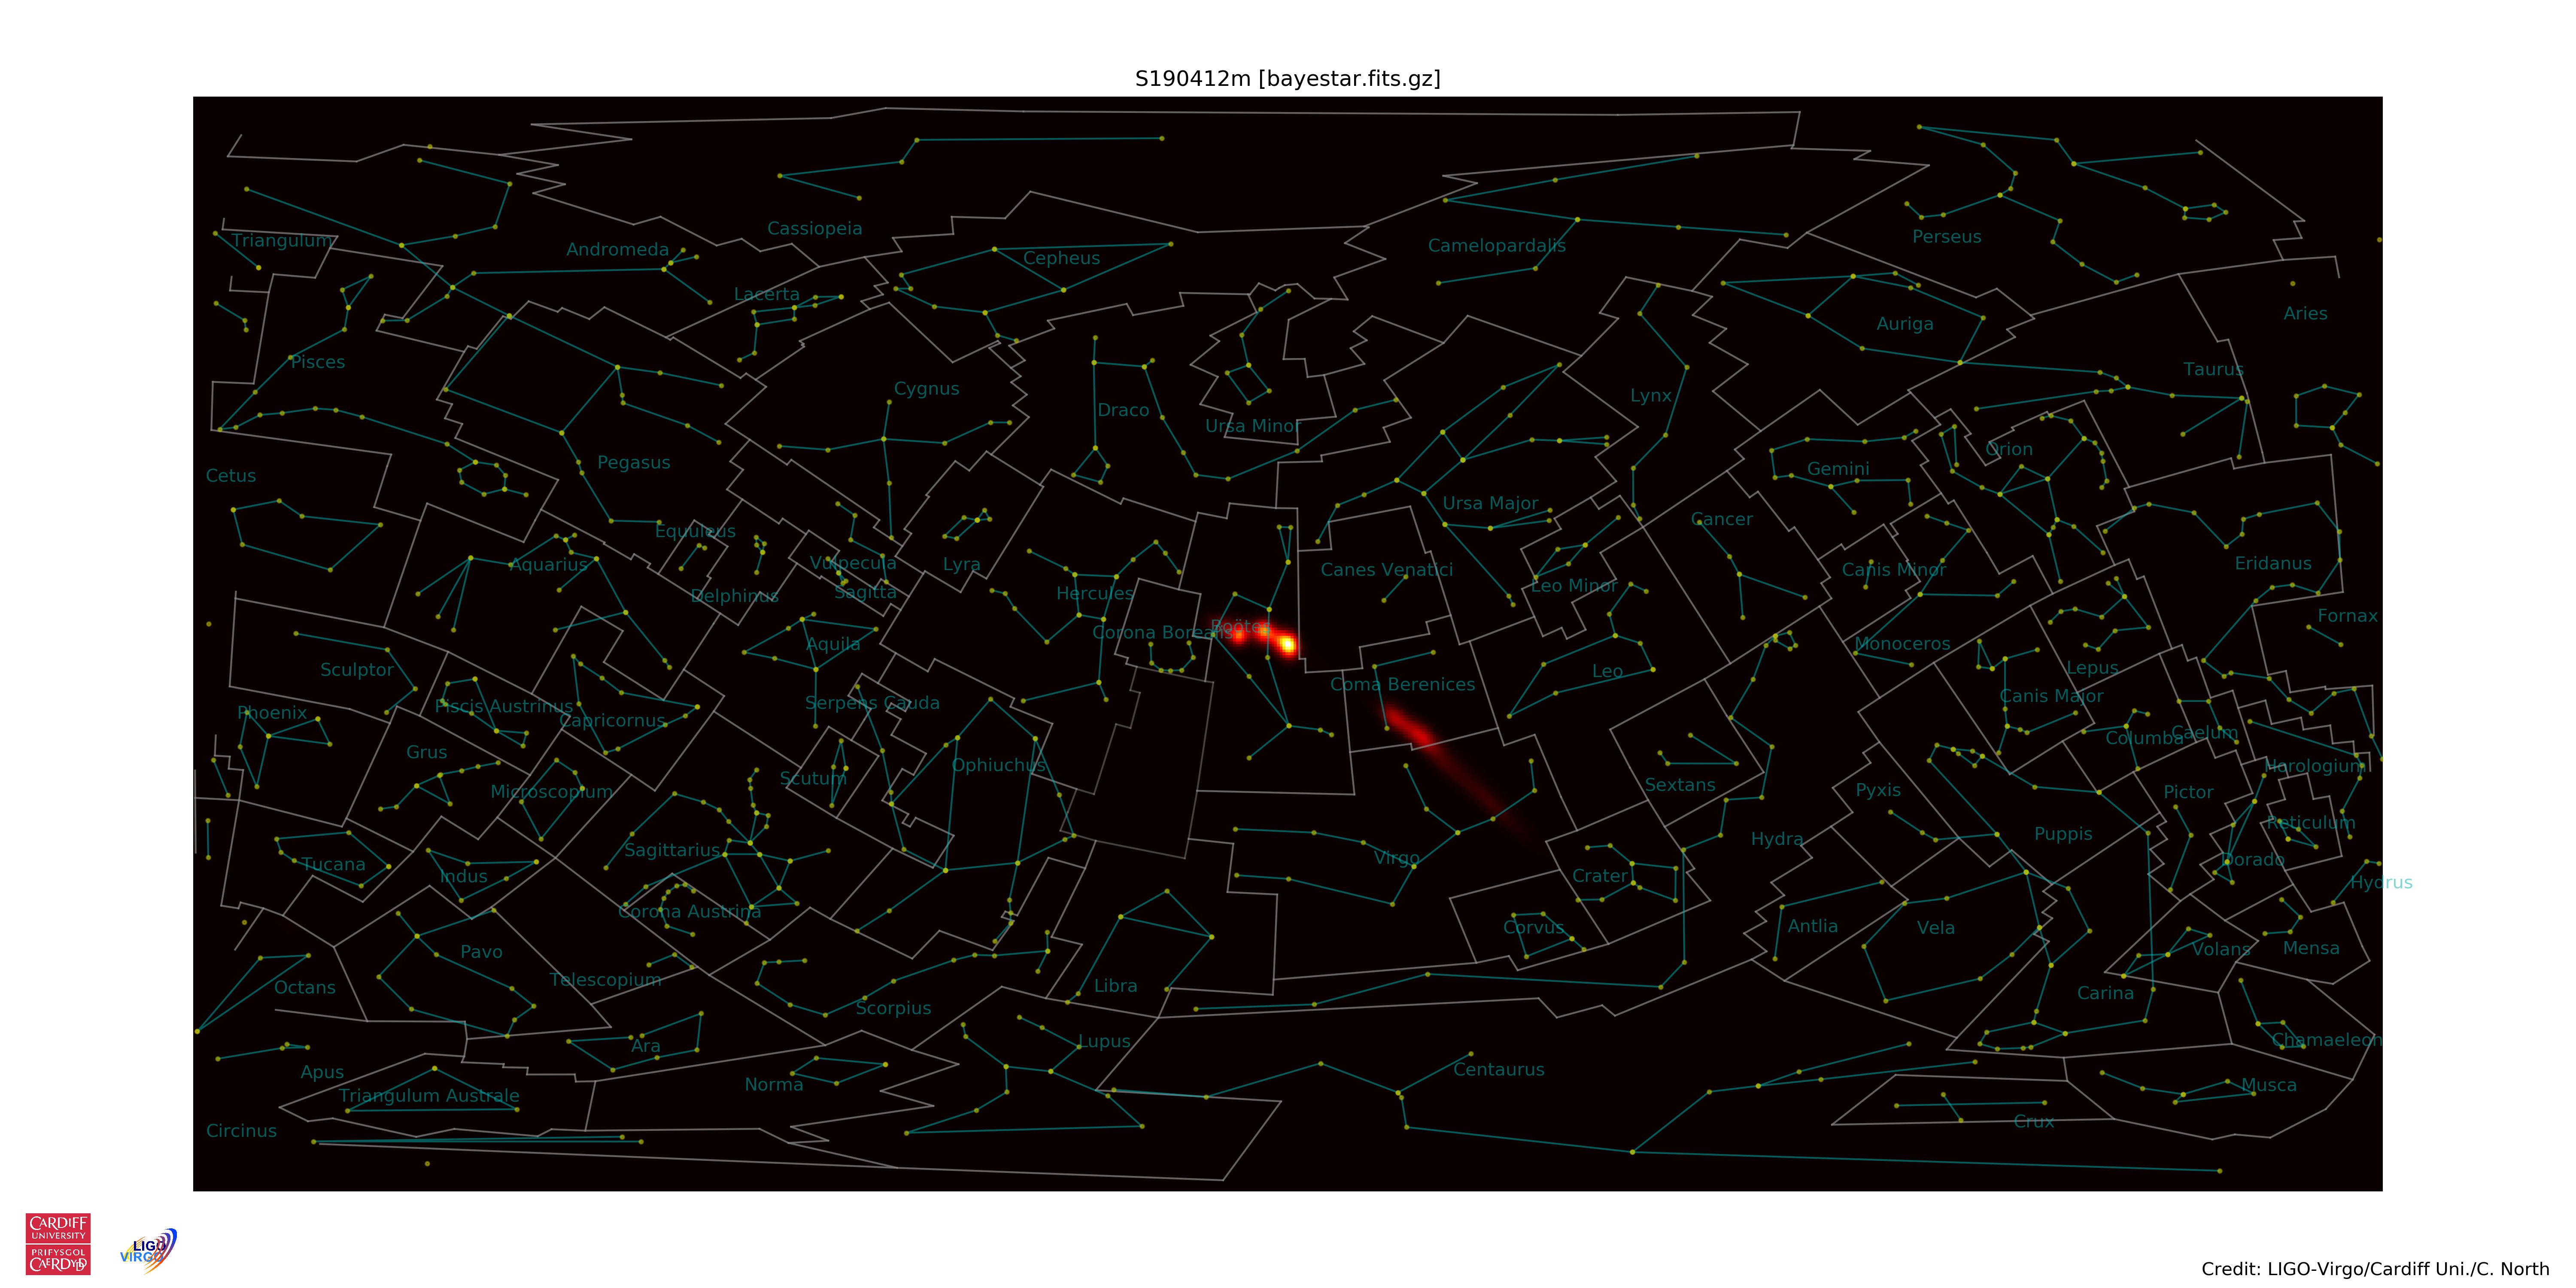 S190412m [bayestar.fits.gz]
Cassiopeia
Triangulum
Andromeda
Cepheus
Camelopardalis
Perseus
Lacerta
Aries
Auriga
Pisces
Taurus
Cygnus
Lynx
Draco
Ursa Minor
Orion
Pegasus
Gemini
Cetus
Ursa Major
Cancer
Equuleus
Aquarius
Vulpecula
Lyra
Canes Venatici
Canis Minor
Eridanus
Leo Minor
Delphinus
Sagitta
Hercules
Fornax
Corona Borealis
Boötes
Aquila
Monoceros
Sculptor
Leo
Lepus
Coma Berenices
Canis Major
Piscis Austrinus
Serpens Cauda
Phoenix
Capricornus
Columba
Caelum
Grus
Ophiuchus
Horologium
Scutum
Sextans
Microscopium
Pyxis
Pictor
Reticulum
Puppis
Hydra
Sagittarius
Virgo
Tucana
Dorado
Indus
Crater
Hydrus
Corona Austrina
Corvus
Antlia
Vela
Pavo
Volans
Mensa
Telescopium
Octans
Libra
Carina
Scorpius
Lupus
Chamaeleon
Ara
Apus
Centaurus
Norma
Musca
Triangulum Australe
Crux
Circinus
CARDIFF
UNIVERSITY
PRIFYSGOL
CAERDYDD
LIGO
VIRGO
Credit: LIGO-Virgo/Cardiff Uni./C. North